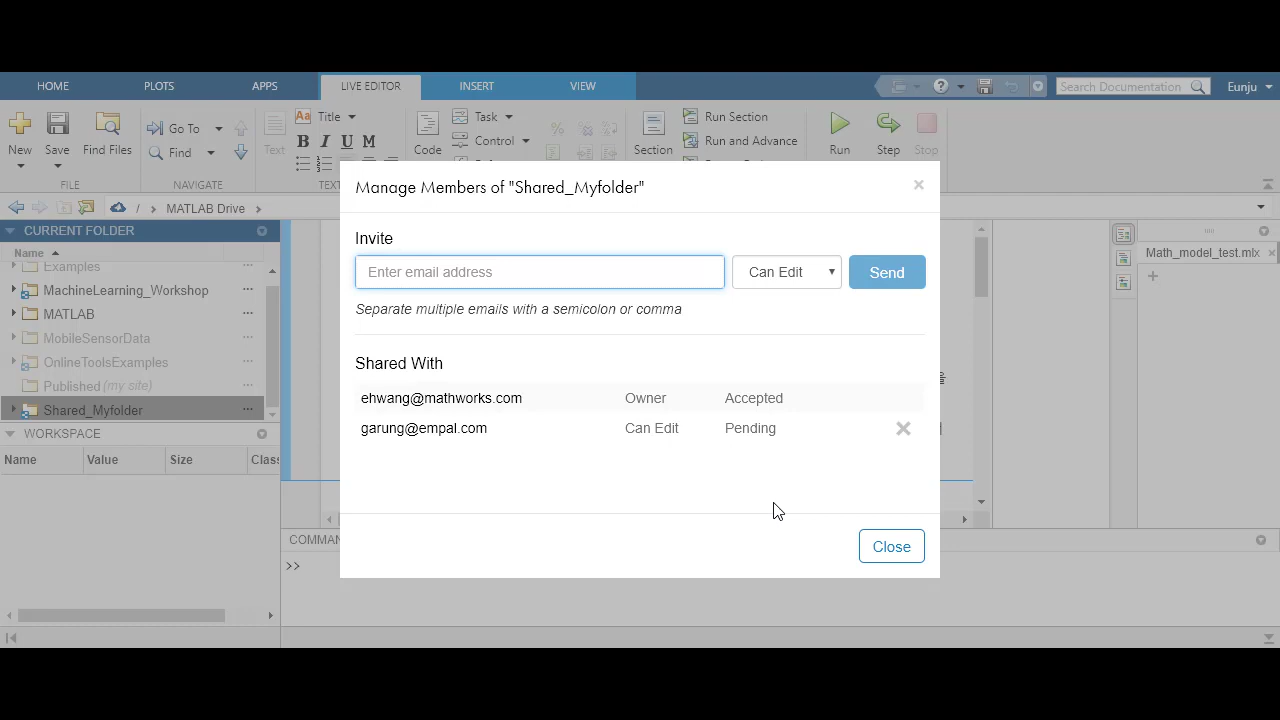 HOME PLOTS APPS LIVE EDITOR INSERT VIEW Search Documentation Eunju
New Save Find Files Go To Find Text Aa Title B I U M Code Task Control Section Run Section Run and Advance Run Step Stop
FILE NAVIGATE
/ MATLAB Drive
CURRENT FOLDER
Name
Examples
MachineLearning_Workshop
MATLAB
MobileSensorData
OnlineToolsExamples
Published (my site)
Shared_Myfolder
WORKSPACE
Name Value Size
Manage Members of "Shared_Myfolder"
Invite
Enter email address Can Edit Send
Separate multiple emails with a semicolon or comma
Shared With
ehwang@mathworks.com Owner Accepted
garung@empal.com Can Edit Pending
Close
Math_model_test.mlx
>>